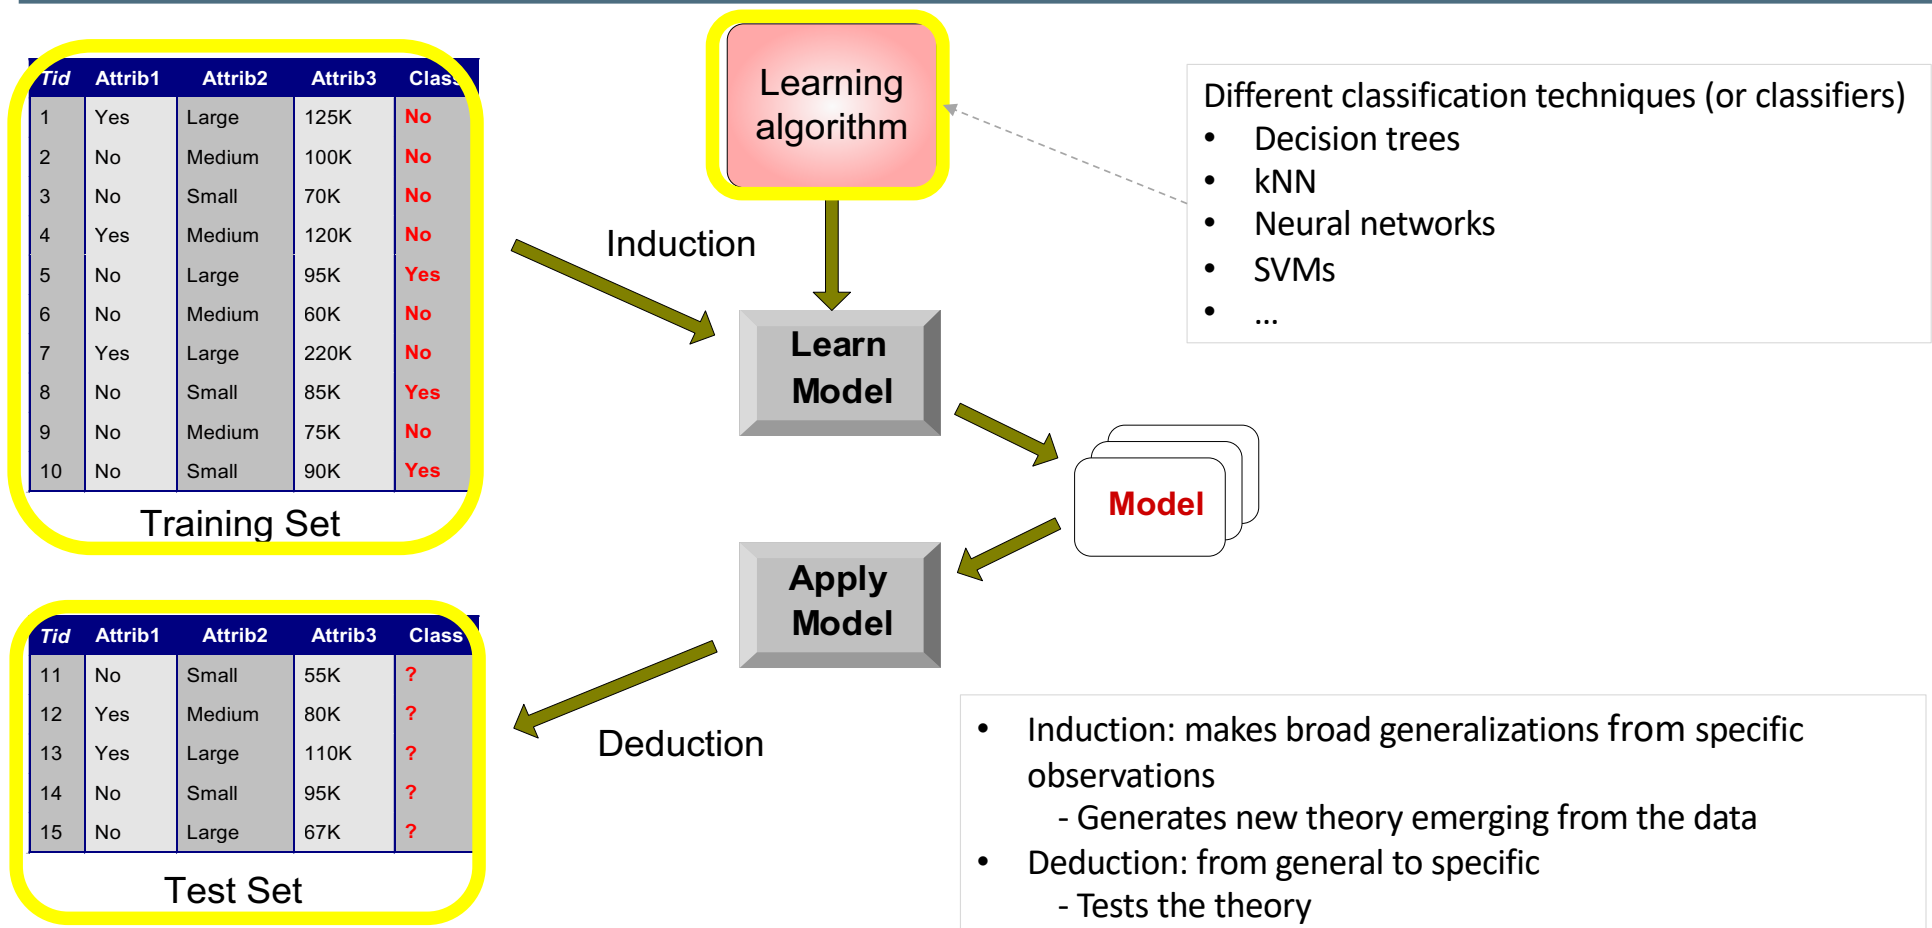 Tid Attrib1 Attrib2 Attrib3 Class
1 Yes Large 125K No
2 No Medium 100K No
3 No Small 70K No
4 Yes Medium 120K No
5 No Large 95K Yes
6 No Medium 60K No
7 Yes Large 220K No
8 No Small 85K Yes
9 No Medium 75K No
10 No Small 90K Yes
Training Set
Learning
algorithm
Different classification techniques (or classifiers)
• Decision trees
• kNN
• Neural networks
• SVMs
• ...
Induction
Learn
Model
Model
Apply
Model
Deduction
Tid Attrib1 Attrib2 Attrib3 Class
11 No Small 55K ?
12 Yes Medium 80K ?
13 Yes Large 110K ?
14 No Small 95K ?
15 No Large 67K ?
Test Set
• Induction: makes broad generalizations from specific
observations
- Generates new theory emerging from the data
• Deduction: from general to specific
- Tests the theory